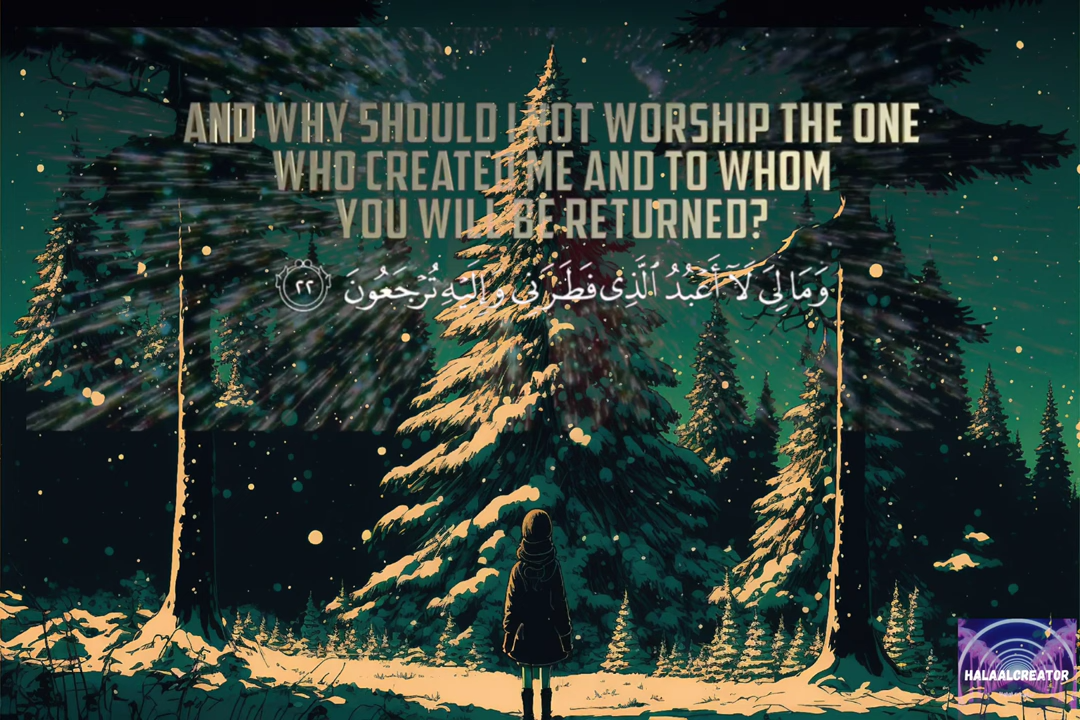 AND WHY SHOULD I NOT WORSHIP THE ONE
WHO CREATED ME AND TO WHOM
YOU WILL BE RETURNED?
وَمَا لِىَ لَآ أَعْبُدُ ٱلَّذِى فَطَرَنِى وَإِلَيْهِ تُرْجَعُونَ ٢٢
HALAALCREATOR